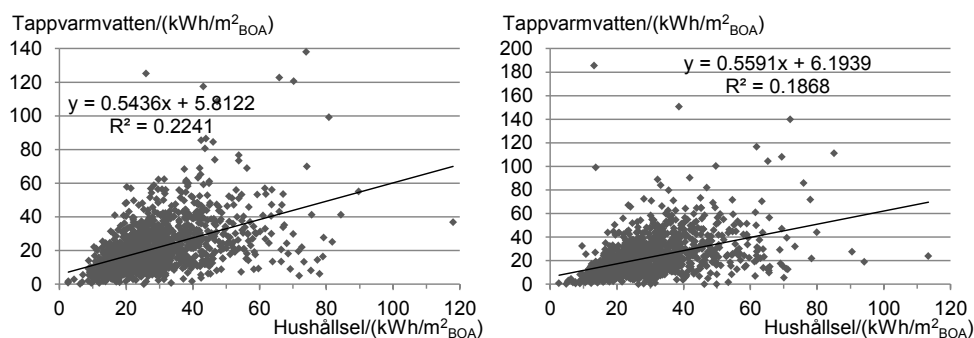 Tappvarmvatten/(kWh/m²BOA)
140
120
100
80
60
40
20
0
y = 0.5436x + 5.8122
R² = 0.2241
0 20 40 60 80 100 120
Hushållsel/(kWh/m²BOA)
Tappvarmvatten/(kWh/m²BOA)
200
180
160
140
120
100
80
60
40
20
0
y = 0.5591x + 6.1939
R² = 0.1868
0 20 40 60 80 100 120
Hushållsel/(kWh/m²BOA)